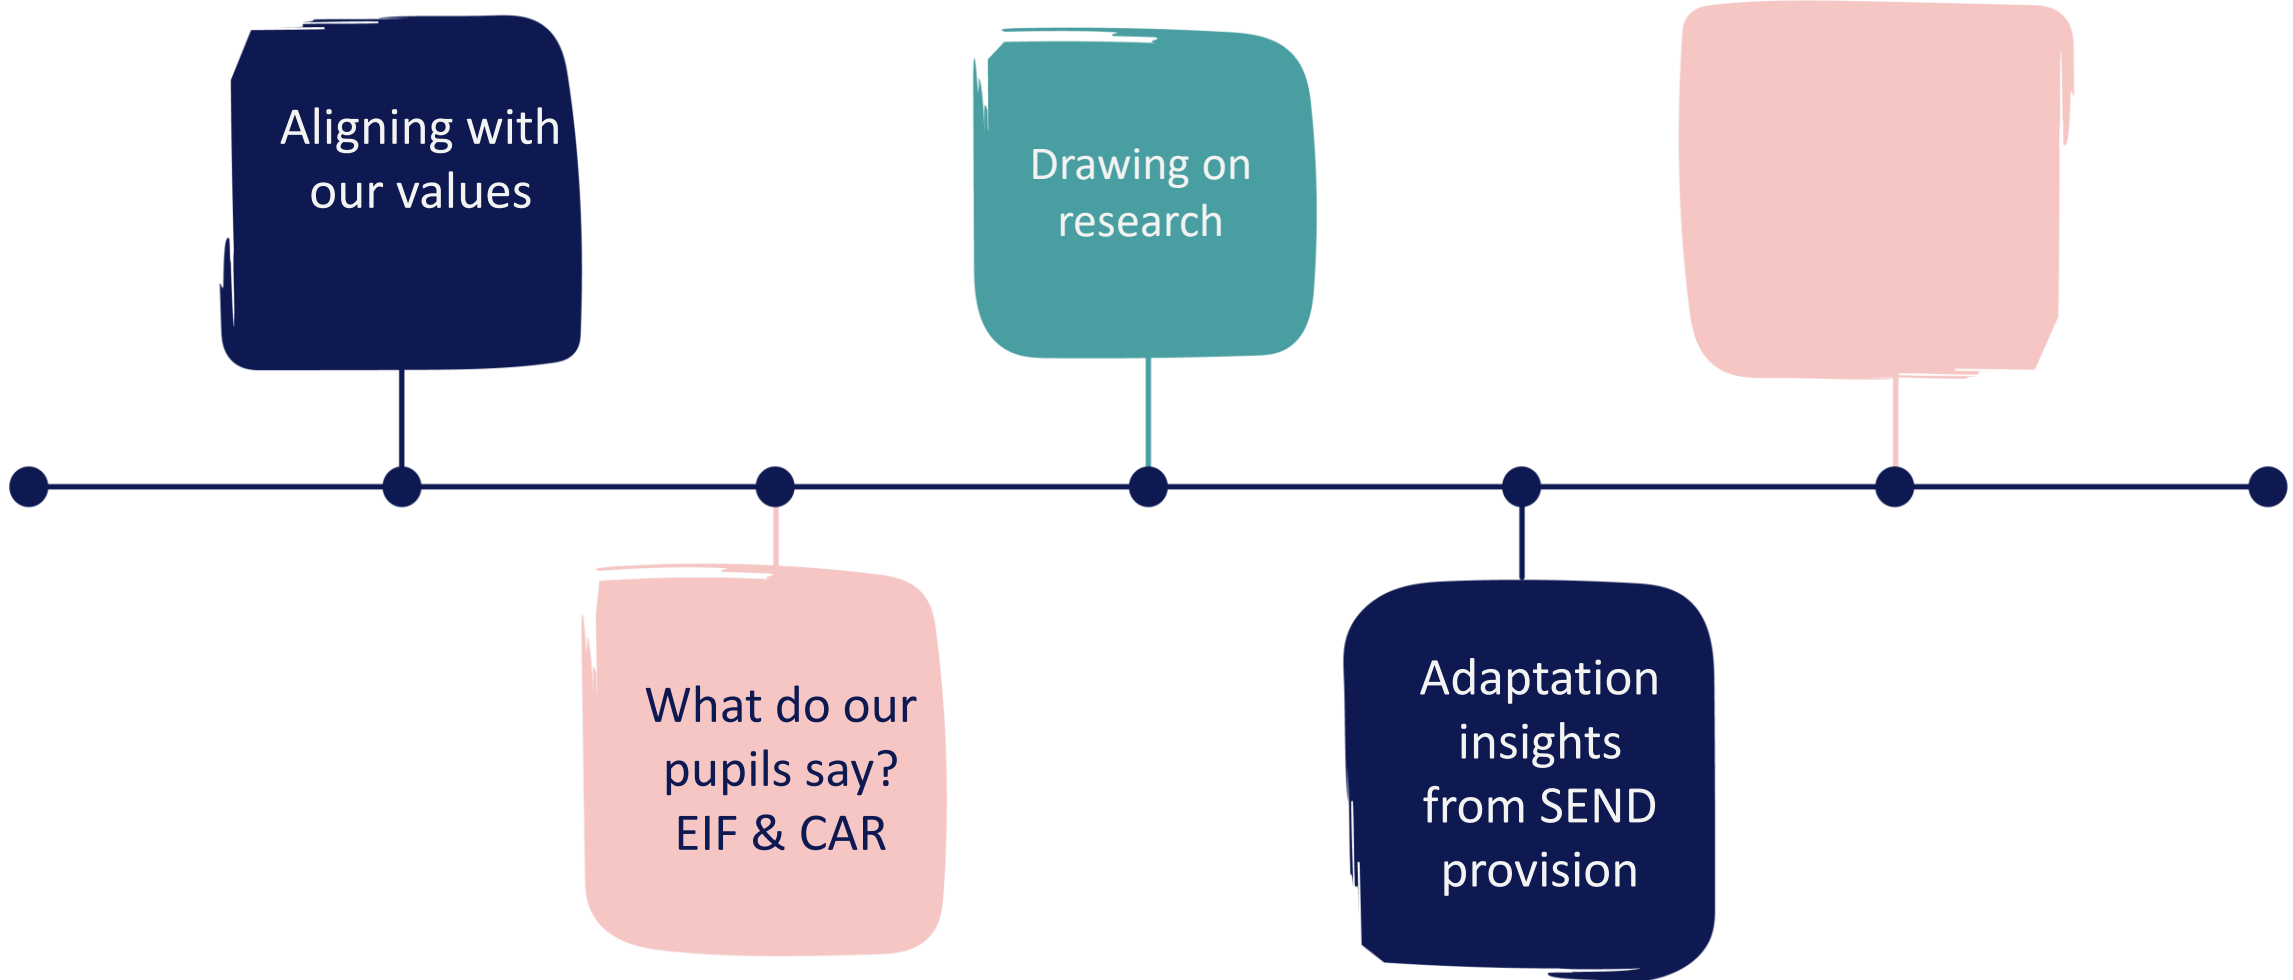 Aligning with
our values
What do our
pupils say?
EIF & CAR
Drawing on
research
Adaptation
insights
from SEND
provision